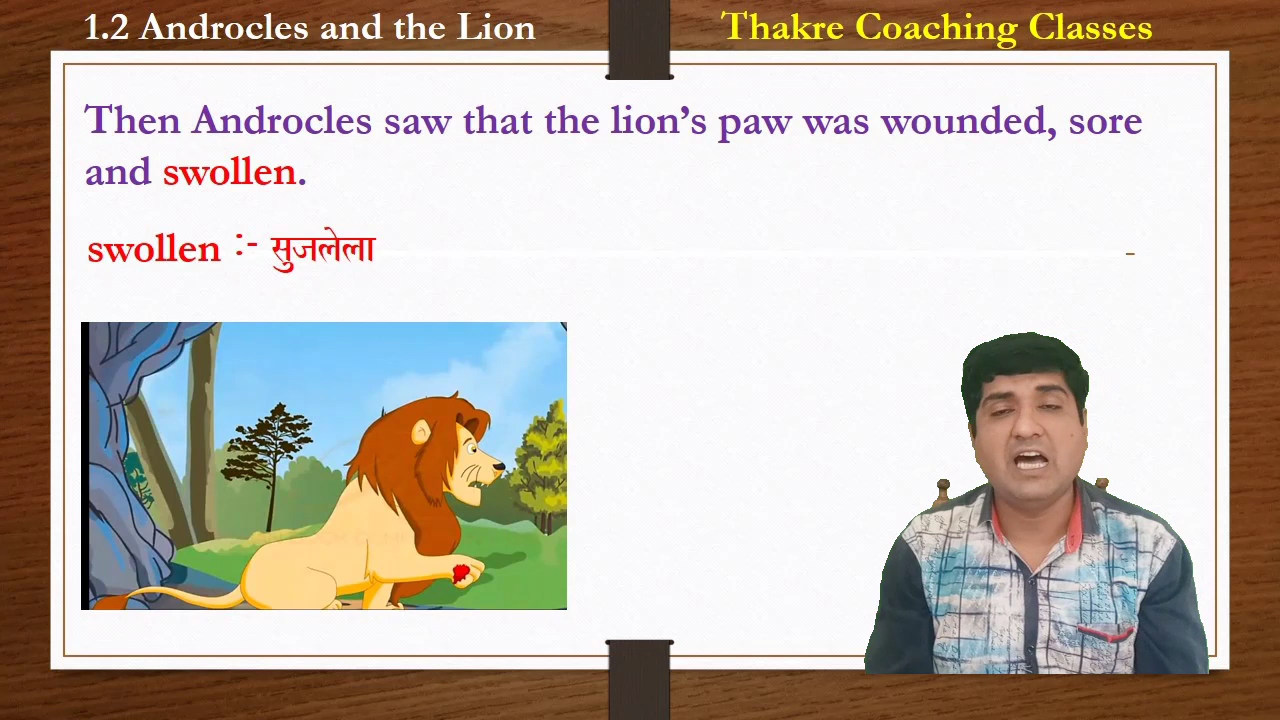 1.2 Androcles and the Lion
Thakre Coaching Classes
Then Androcles saw that the lion’s paw was wounded, sore
and swollen.
swollen :- सुजलेला